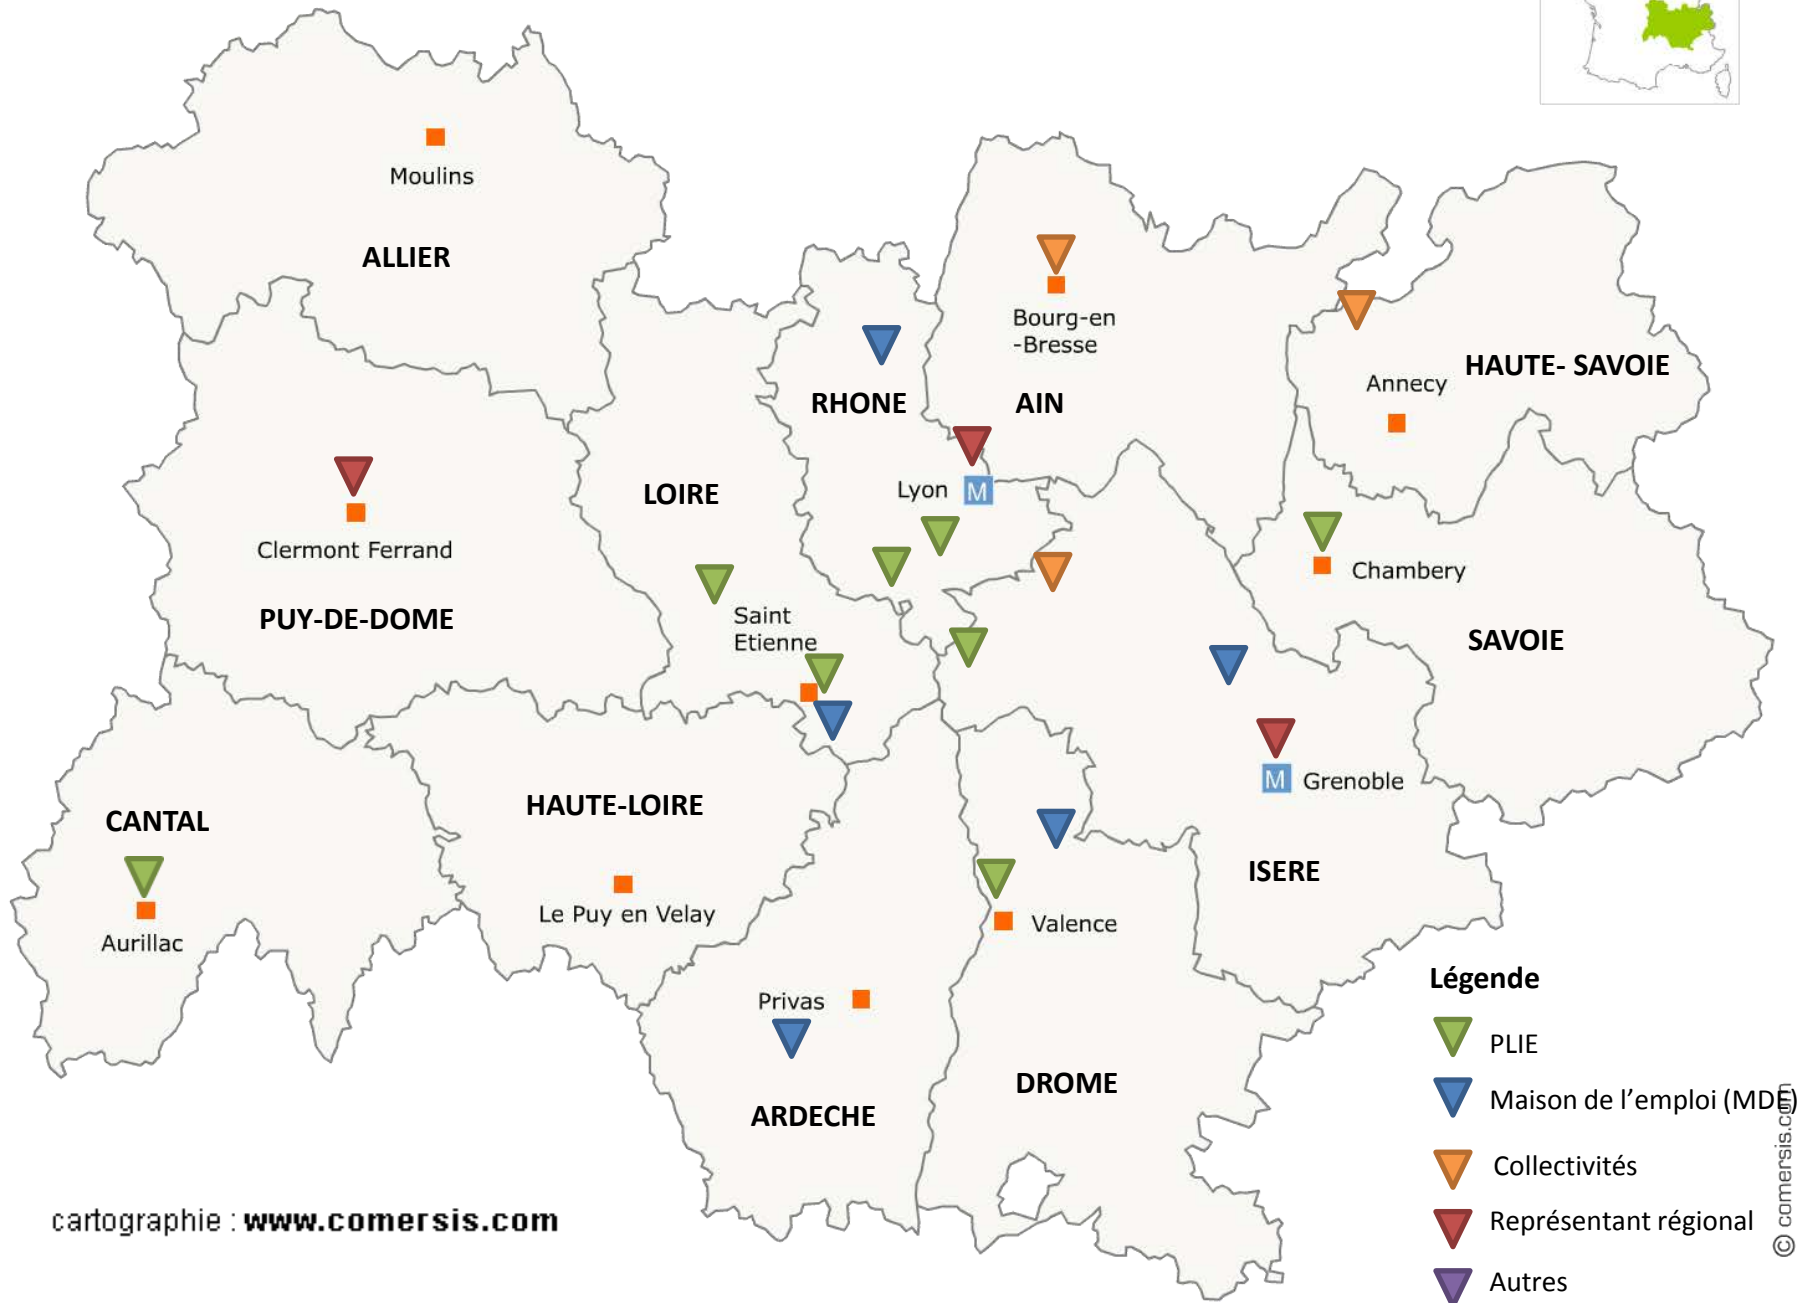 Moulins
ALLIER
Bourg-en
-Bresse
HAUTE- SAVOIE
Annecy
RHONE
AIN
LOIRE
Lyon
M
Clermont Ferrand
Chambery
PUY-DE-DOME
Saint
Etienne
SAVOIE
M
Grenoble
CANTAL
HAUTE-LOIRE
ISERE
Le Puy en Velay
Valence
Aurillac
Privas
DROME
ARDECHE
Légende
PLIE
Maison de l'emploi (MDE)
Collectivités
Représentant régional
Autres
cartographie : www.comersis.com
© comersis.com